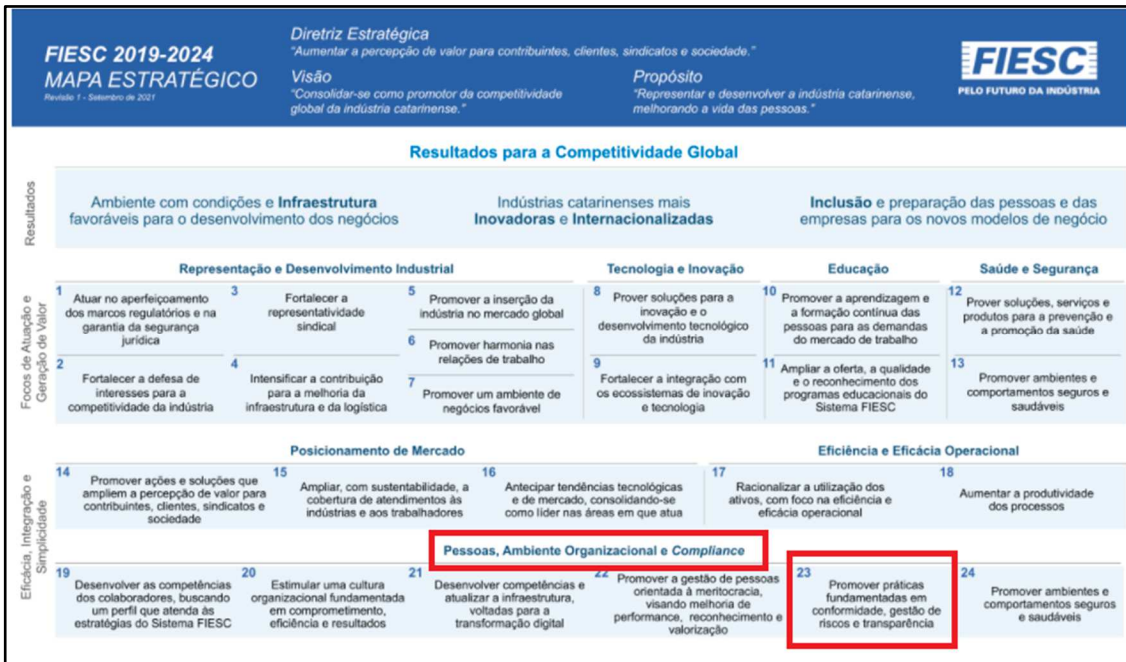 FIESC 2019-2024
MAPA ESTRATÉGICO
Revisão 1 - Setembro de 2021
Diretriz Estratégica
"Aumentar a percepção de valor para contribuintes, clientes, sindicatos e sociedade."
Visão
"Consolidar-se como promotor da competitividade
global da indústria catarinense."
Propósito
"Representar e desenvolver a indústria catarinense,
melhorando a vida das pessoas."
FIESC
PELO FUTURO DA INDÚSTRIA
Resultados para a Competitividade Global
Resultados
Ambiente com condições e Infraestrutura
favoráveis para o desenvolvimento dos negócios
Indústrias catarinenses mais
Inovadoras e Internacionalizadas
Inclusão e preparação das pessoas e das
empresas para os novos modelos de negócio
Focos de Atuação e
Geração de Valor
Representação e Desenvolvimento Industrial
1
Atuar no aperfeiçoamento
dos marcos regulatórios e na
garantia da segurança
jurídica
2
Fortalecer a defesa de
interesses para a
competitividade da indústria
3
Fortalecer a
representatividade
sindical
4
Intensificar a contribuição
para a melhoria da
infraestrutura e da logística
5
Promover a inserção da
indústria no mercado global
6
Promover harmonia nas
relações de trabalho
7
Promover um ambiente de
negócios favorável
Tecnologia e Inovação
8
Prover soluções para a
inovação e o
desenvolvimento tecnológico
da indústria
9
Fortalecer a integração com
os ecossistemas de inovação
e tecnologia
Educação
10
Promover a aprendizagem e
a formação contínua das
pessoas para as demandas
do mercado de trabalho
11
Ampliar a oferta, a qualidade
e o reconhecimento dos
programas educacionais do
Sistema FIESC
Saúde e Segurança
12
Prover soluções, serviços e
produtos para a prevenção e
a promoção da saúde
13
Promover ambientes e
comportamentos seguros e
saudáveis
Eficácia, Integração e
Simplicidade
Posicionamento de Mercado
14
Promover ações e soluções que
ampliem a percepção de valor para
contribuintes, clientes, sindicatos e
sociedade
15
Ampliar, com sustentabilidade, a
cobertura de atendimentos às
indústrias e aos trabalhadores
16
Antecipar tendências tecnológicas
e de mercado, consolidando-se
como líder nas áreas em que atua
Eficiência e Eficácia Operacional
17
Racionalizar a utilização dos
ativos, com foco na eficiência e
eficácia operacional
18
Aumentar a produtividade
dos processos
Pessoas, Ambiente Organizacional e Compliance
19
Desenvolver as competências
dos colaboradores, buscando
um perfil que atenda às
estratégias do Sistema FIESC
20
Estimular uma cultura
organizacional fundamentada
em comprometimento,
eficiência e resultados
21
Desenvolver competências e
atualizar a infraestrutura,
voltadas para a
transformação digital
22
Promover a gestão de pessoas
orientada à meritocracia,
visando melhoria de
performance, reconhecimento e
valorização
23
Promover práticas
fundamentadas em
conformidade, gestão de
riscos e transparência
24
Promover ambientes e
comportamentos seguros
e saudáveis